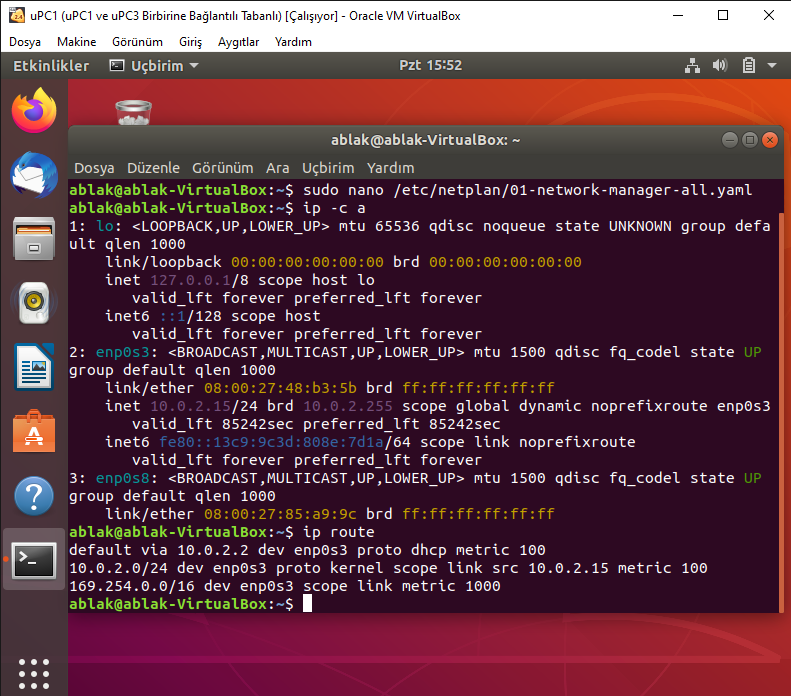 uPC1 (uPC1 ve uPC3 Birbirine Bağlantılı Tabanlı) [Çalışıyor] - Oracle VM VirtualBox
Dosya Makine Görünüm Giriş Aygıtlar Yardım
Etkinlikler Uçbirim Pzt 15:52
ablak@ablak-VirtualBox: ~
Dosya Düzenle Görünüm Ara Uçbirim Yardım
ablak@ablak-VirtualBox:~$ sudo nano /etc/netplan/01-network-manager-all.yaml
ablak@ablak-VirtualBox:~$ ip -c a
1: lo: <LOOPBACK,UP,LOWER_UP> mtu 65536 qdisc noqueue state UNKNOWN group defa
ult qlen 1000
link/loopback 00:00:00:00:00:00 brd 00:00:00:00:00:00
inet 127.0.0.1/8 scope host lo
valid_lft forever preferred_lft forever
inet6 ::1/128 scope host
valid_lft forever preferred_lft forever
2: enp0s3: <BROADCAST,MULTICAST,UP,LOWER_UP> mtu 1500 qdisc fq_codel state UP
group default qlen 1000
link/ether 08:00:27:48:b3:5b brd ff:ff:ff:ff:ff:ff
inet 10.0.2.15/24 brd 10.0.2.255 scope global dynamic noprefixroute enp0s3
valid_lft 85242sec preferred_lft 85242sec
inet6 fe80::13c9:9c3d:808e:7d1a/64 scope link noprefixroute
valid_lft forever preferred_lft forever
3: enp0s8: <BROADCAST,MULTICAST,UP,LOWER_UP> mtu 1500 qdisc fq_codel state UP
group default qlen 1000
link/ether 08:00:27:85:a9:9c brd ff:ff:ff:ff:ff:ff
ablak@ablak-VirtualBox:~$ ip route
default via 10.0.2.2 dev enp0s3 proto dhcp metric 100
10.0.2.0/24 dev enp0s3 proto kernel scope link src 10.0.2.15 metric 100
169.254.0.0/16 dev enp0s3 scope link metric 1000
ablak@ablak-VirtualBox:~$